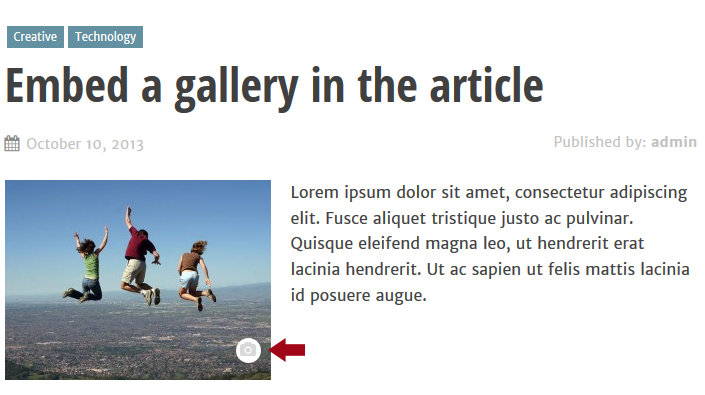 Creative Technology
Embed a gallery in the article
October 10, 2013 Published by: admin
Lorem ipsum dolor sit amet, consectetur adipiscing
elit. Fusce aliquet tristique justo ac pulvinar.
Quisque eleifend magna leo, ut hendrerit erat
lacinia hendrerit. Ut ac sapien ut felis mattis lacinia
id posuere augue.